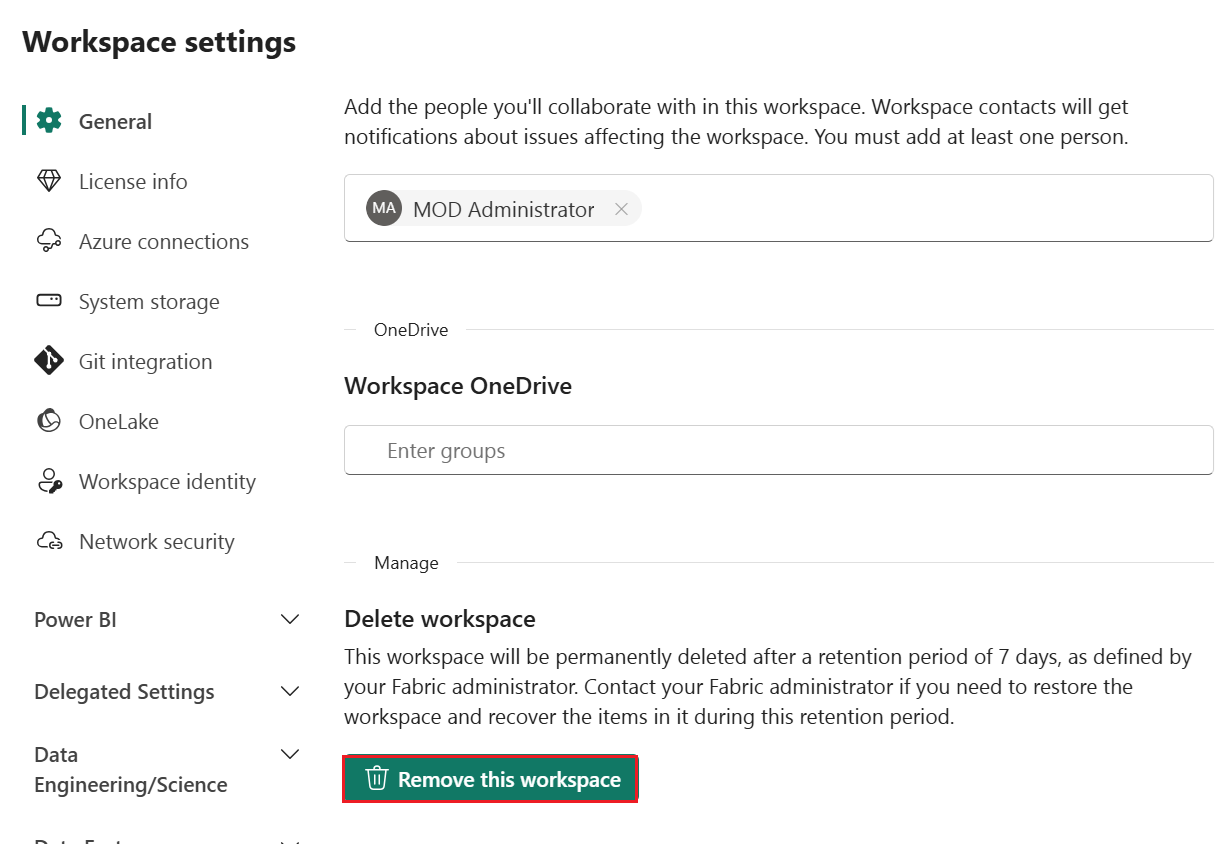 Workspace settings
General
License info
Azure connections
System storage
Git integration
OneLake
Workspace identity
Network security
Power BI
Delegated Settings
Data
Engineering/Science
Add the people you'll collaborate with in this workspace. Workspace contacts will get
notifications about issues affecting the workspace. You must add at least one person.
MA MOD Administrator
OneDrive
Workspace OneDrive
Enter groups
Manage
Delete workspace
This workspace will be permanently deleted after a retention period of 7 days, as defined by
your Fabric administrator. Contact your Fabric administrator if you need to restore the
workspace and recover the items in it during this retention period.
Remove this workspace